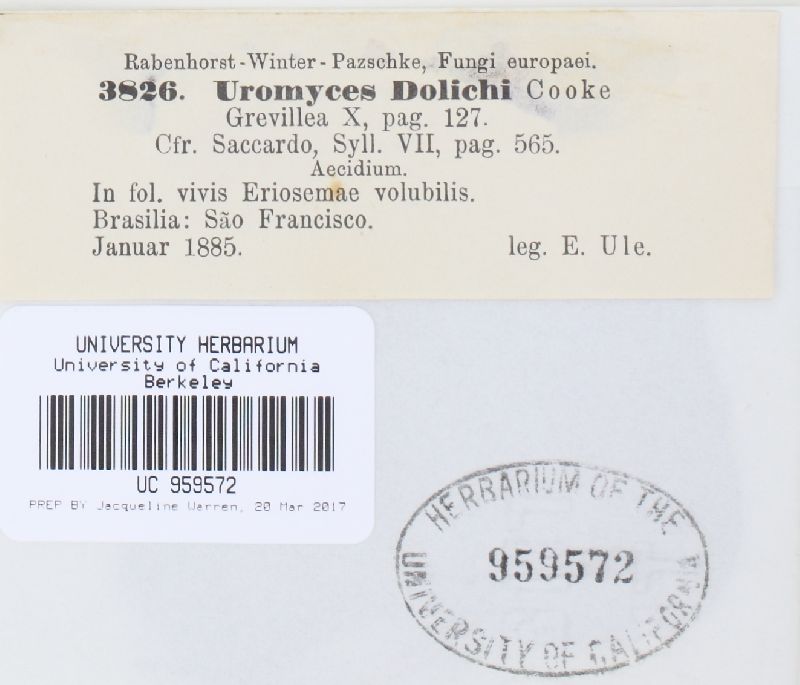 Rabenhorst-Winter-Pazschke, Fungi europaei.
3826. Uromyces Dolichi Cooke
Grevillea X, pag. 127.
Cfr. Saccardo, Syll. VII, pag. 565.
Aecidium.
In fol. vivis Eriosemae volubilis.
Brasilia: São Francisco.
Januar 1885. leg. E. Ule.
UNIVERSITY HERBARIUM
University of California
Berkeley
UC 959572
PREP BY Jacqueline Warren, 20 Mar 2017
HERBARIUM OF THE
959572
UNIVERSITY OF CALIFORNIA